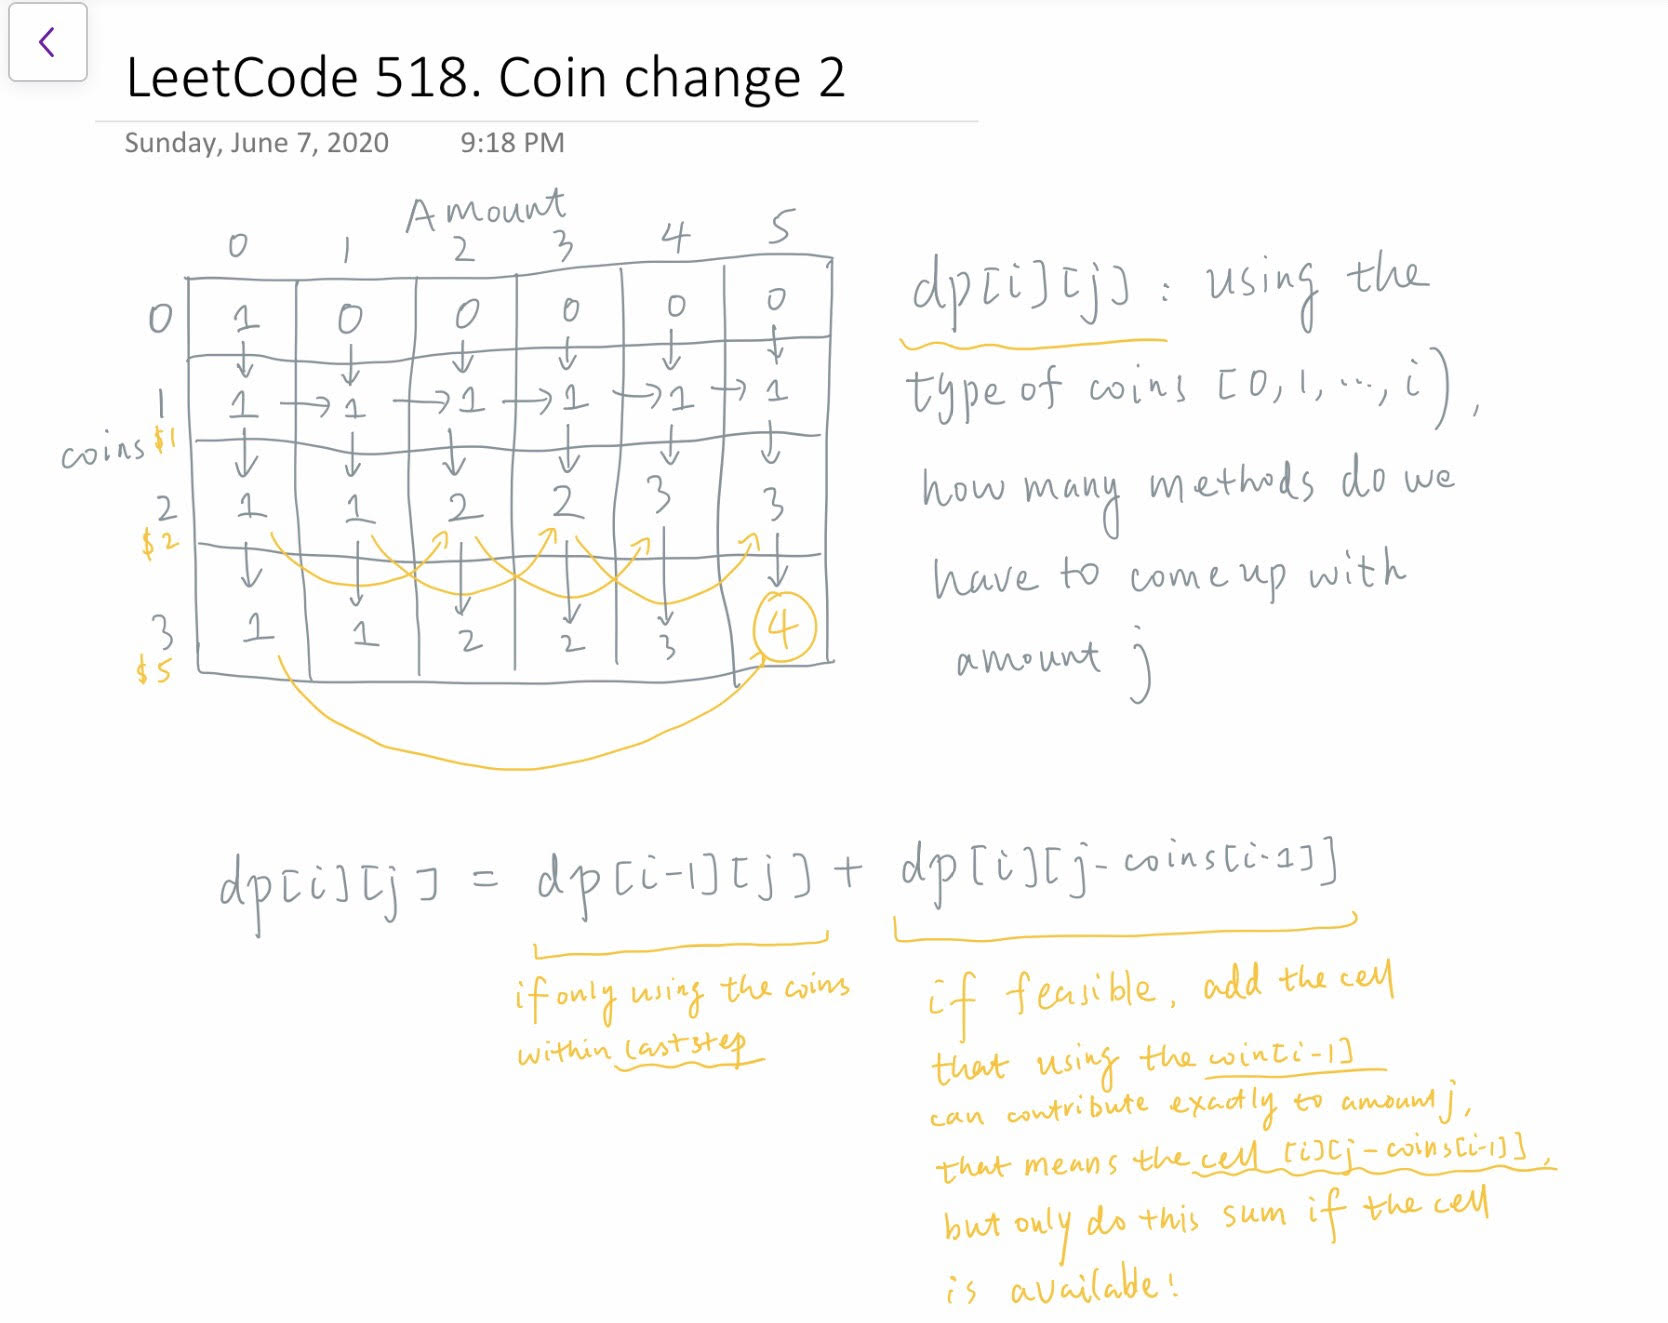 LeetCode 518. Coin change 2
Sunday, June 7, 2020 9:18 PM
Amount
0 1 2 3 4 5
0 1 0 0 0 0 0
1 1 → 1 → 1 → 1 → 1 → 1
coins $1
2 1 1 2 2 3 3
$2
3 1 1 2 2 3 4
$5
dp[i][j] : using the
type of coins [0, 1, ..., i),
how many methods do we
have to come up with
amount j
dp[i][j] = dp[i-1][j] + dp[i][j-coins[i-1]]
if only using the coins
within last step
if feasible, add the cell
that using the coin[i-1]
can contribute exactly to amount j,
that means the cell [i][j-coins[i-1]],
but only do this sum if the cell
is available!